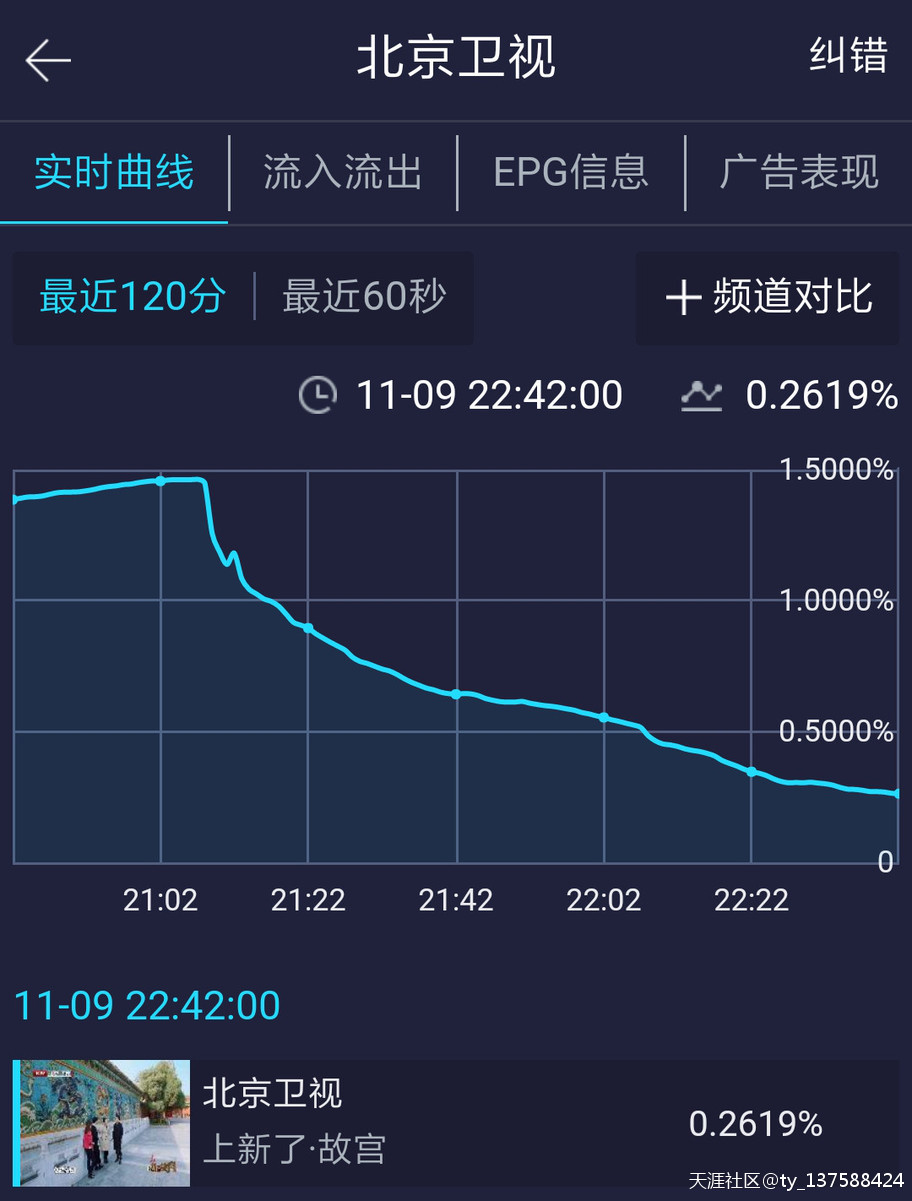 北京卫视 纠错
实时曲线 流入流出 EPG信息 广告表现
最近120分 最近60秒 +频道对比
11-09 22:42:00 0.2619%
1.5000%
1.0000%
0.5000%
0
21:02 21:22 21:42 22:02 22:22
11-09 22:42:00
北京卫视
上新了·故宫
0.2619%
天涯社区@ty_137588424